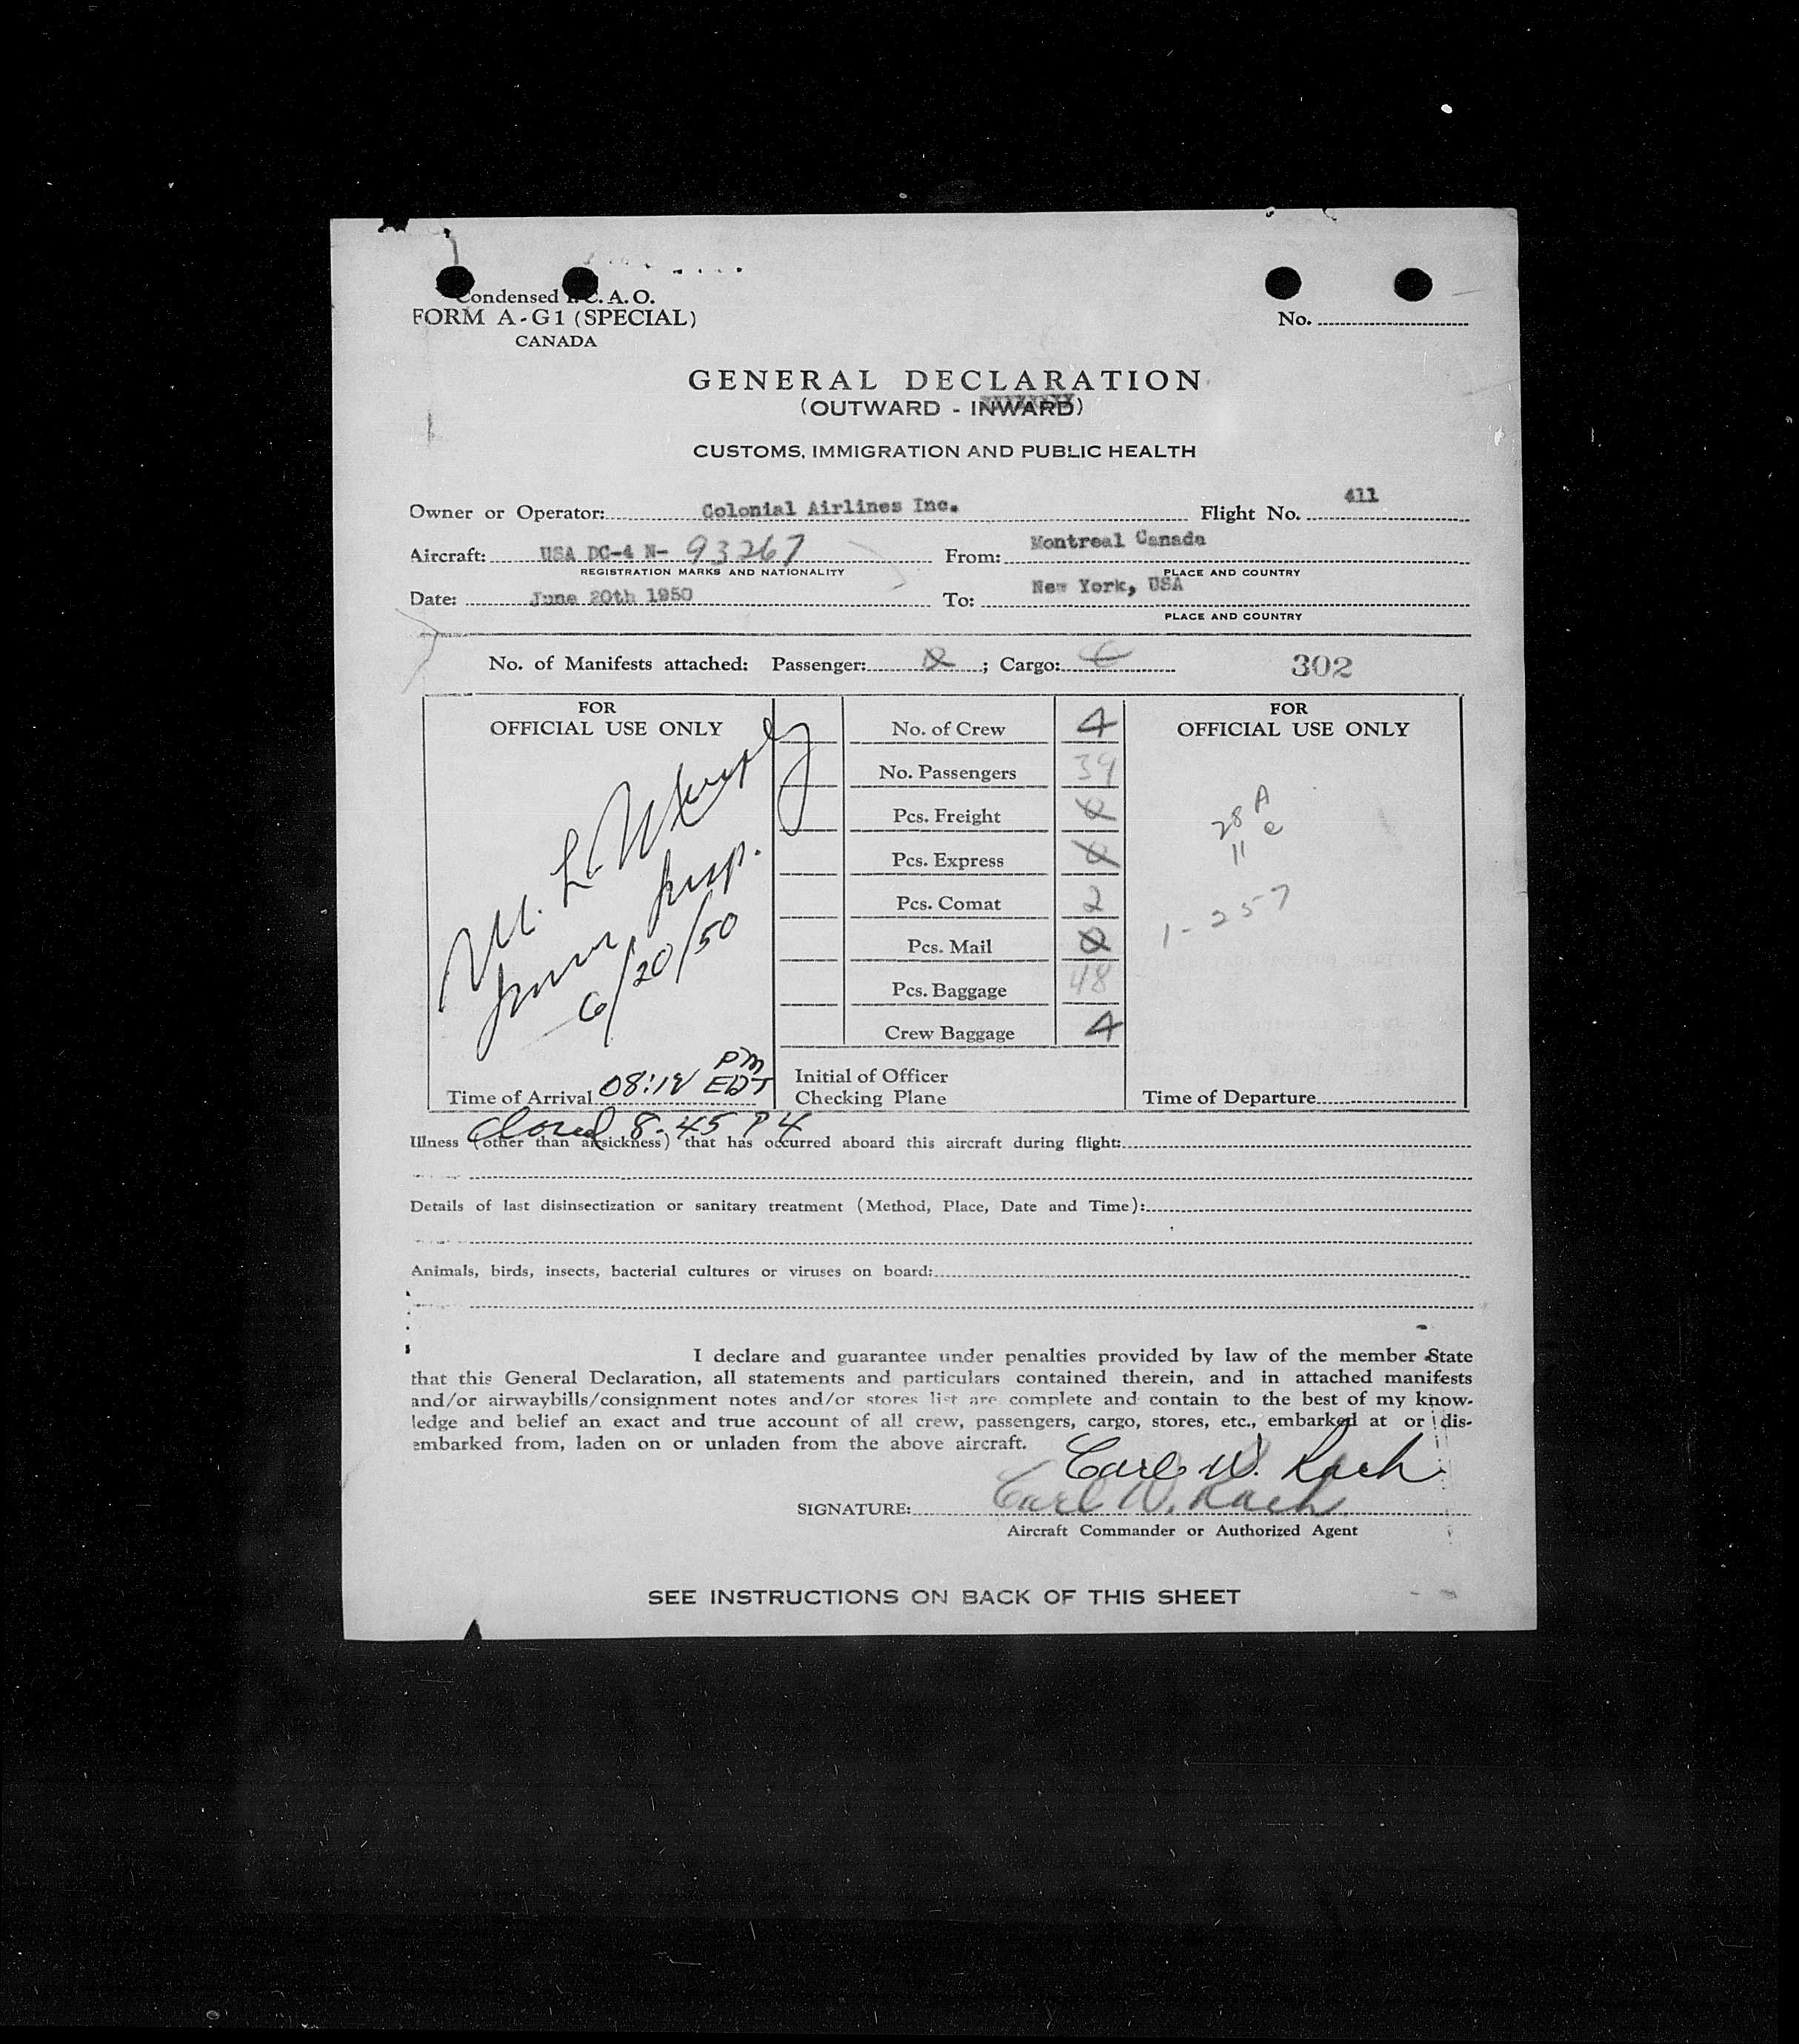 Condensed I.C.A.O.
FORM A-G1 (SPECIAL)
CANADA
No.
GENERAL DECLARATION
(OUTWARD - INWARD)
CUSTOMS, IMMIGRATION AND PUBLIC HEALTH
Owner or Operator: Colonial Airlines Inc. Flight No. 411
Aircraft: USA DC-4 N- 93267 From: Montreal Canada
REGISTRATION MARKS AND NATIONALITY PLACE AND COUNTRY
Date: June 20th 1950 To: New York, USA
PLACE AND COUNTRY
No. of Manifests attached: Passenger: ; Cargo: 302
FOR
OFFICIAL USE ONLY
M. L.
Insp.
6/20/50
Time of Arrival 08:18 PM EDT
No. of Crew 4
No. Passengers 39
Pcs. Freight 0
Pcs. Express 0
Pcs. Comat 2
Pcs. Mail 0
Pcs. Baggage 48
Crew Baggage 4
Initial of Officer
Checking Plane
FOR
OFFICIAL USE ONLY
28 A
11 c
1-257
Time of Departure
Closed 8-45 P
Illness (other than airsickness) that has occurred aboard this aircraft during flight:
Details of last disinsectization or sanitary treatment (Method, Place, Date and Time):
Animals, birds, insects, bacterial cultures or viruses on board:
I declare and guarantee under penalties provided by law of the member State
that this General Declaration, all statements and particulars contained therein, and in attached manifests
and/or airwaybills/consignment notes and/or stores list are complete and contain to the best of my know-
ledge and belief an exact and true account of all crew, passengers, cargo, stores, etc., embarked at or dis-
embarked from, laden on or unladen from the above aircraft.
Carl W. Rach
SIGNATURE: Carl W. Rach
Aircraft Commander or Authorized Agent
SEE INSTRUCTIONS ON BACK OF THIS SHEET